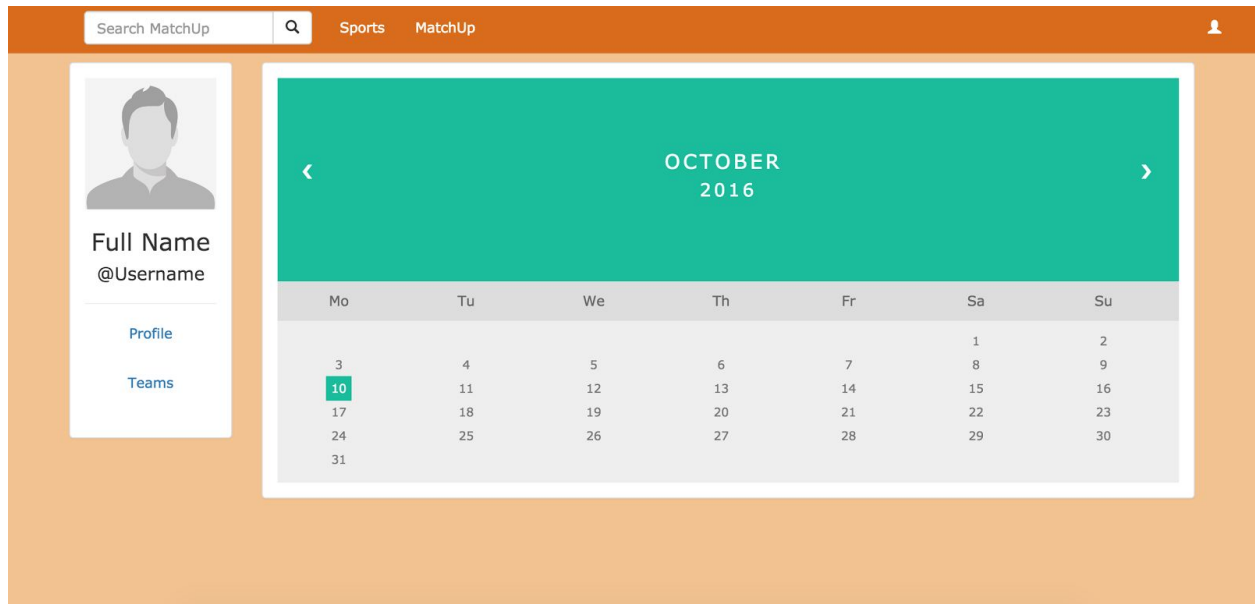 Search MatchUp Sports MatchUp
Full Name
@Username
Profile
Teams
‹ OCTOBER ›
2016
Mo Tu We Th Fr Sa Su
1 2
3 4 5 6 7 8 9
10 11 12 13 14 15 16
17 18 19 20 21 22 23
24 25 26 27 28 29 30
31